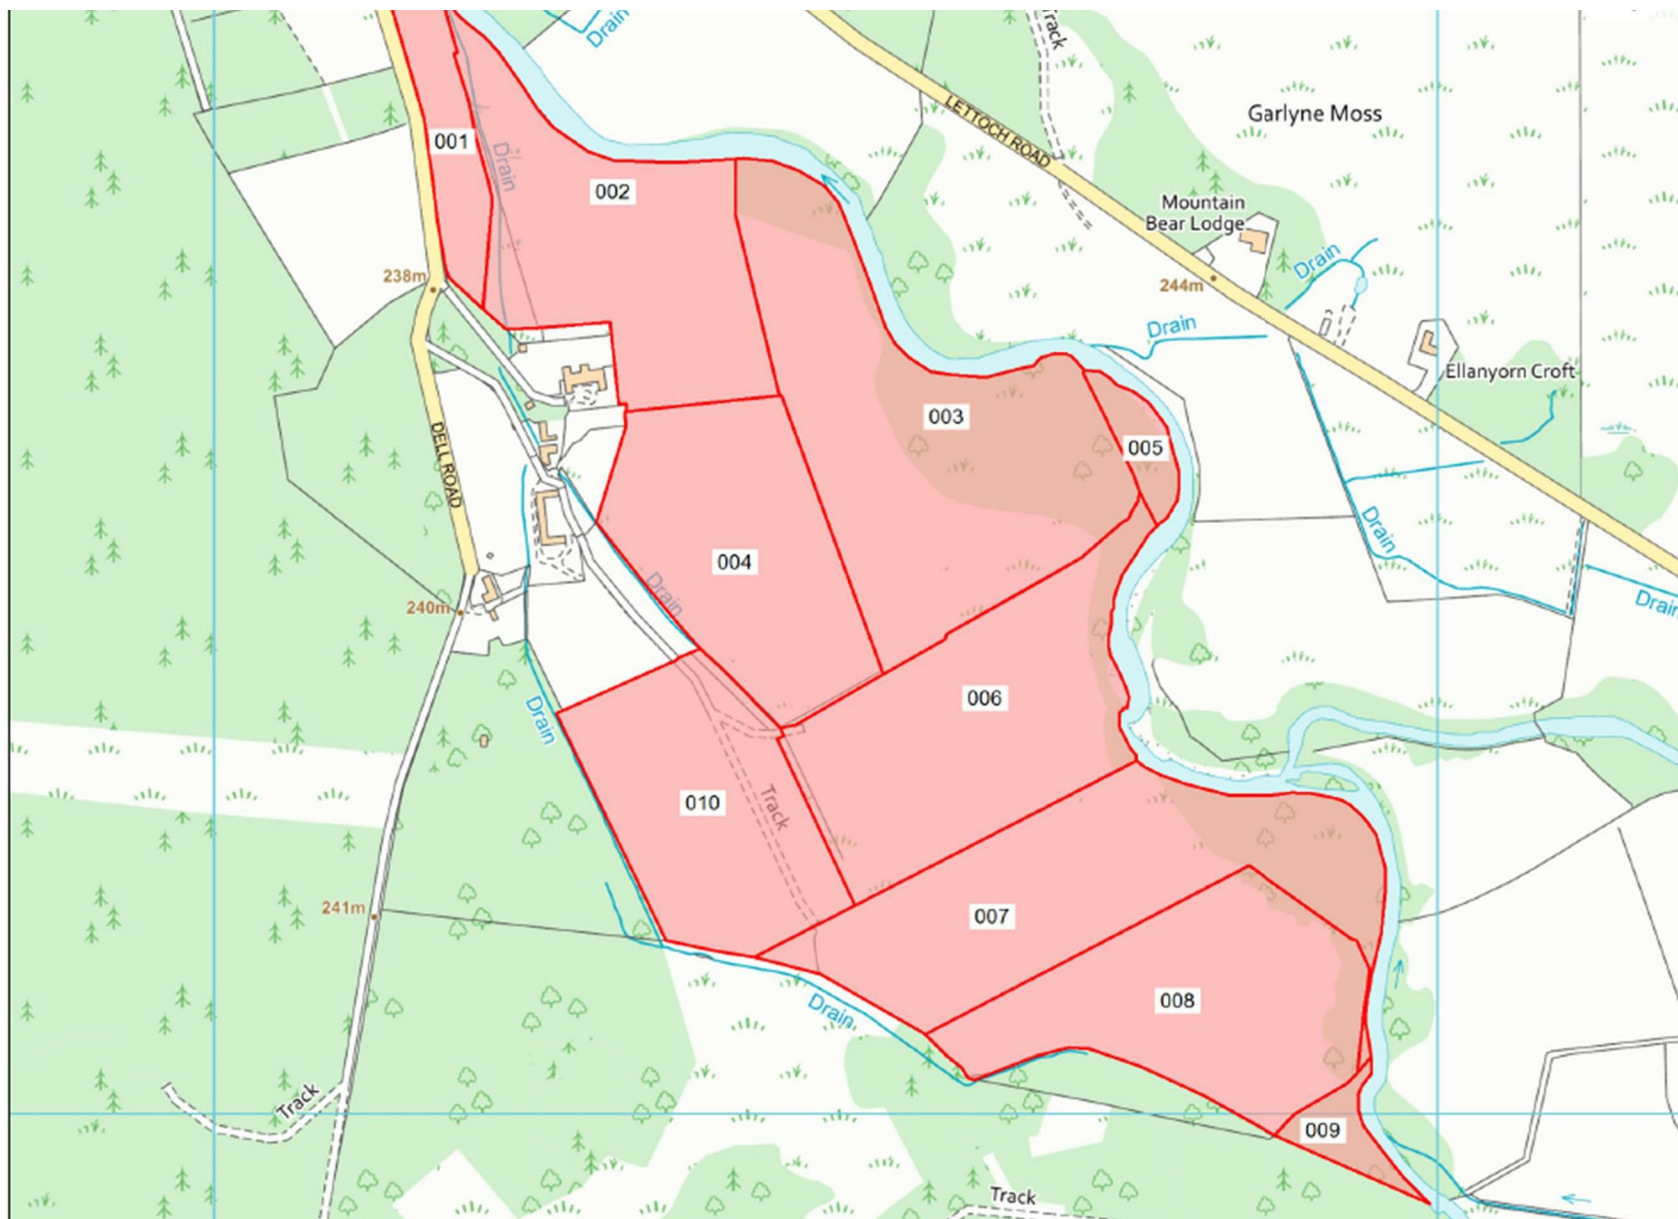 Drain
Track
LETTOCH ROAD
Garlyne Moss
001
Drain
002
Mountain
Bear Lodge
238m
244m
Drain
Drain
Ellanyorn Croft
003
005
DELL ROAD
004
Drain
Drain
240m
Drain
006
Drain
010
Track
241m
007
008
Drain
Track
009
Track